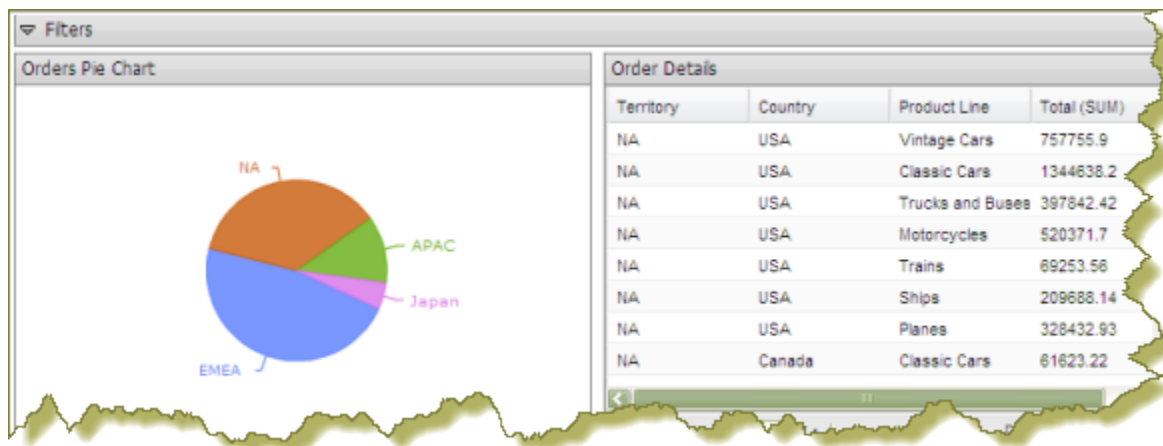 Filters
Orders Pie Chart
NA
APAC
Japan
EMEA
Order Details
Territory Country Product Line Total (SUM)
NA USA Vintage Cars 757755.9
NA USA Classic Cars 1344638.2
NA USA Trucks and Buses 397842.42
NA USA Motorcycles 520371.7
NA USA Trains 69253.56
NA USA Ships 209688.14
NA USA Planes 328432.93
NA Canada Classic Cars 61623.22